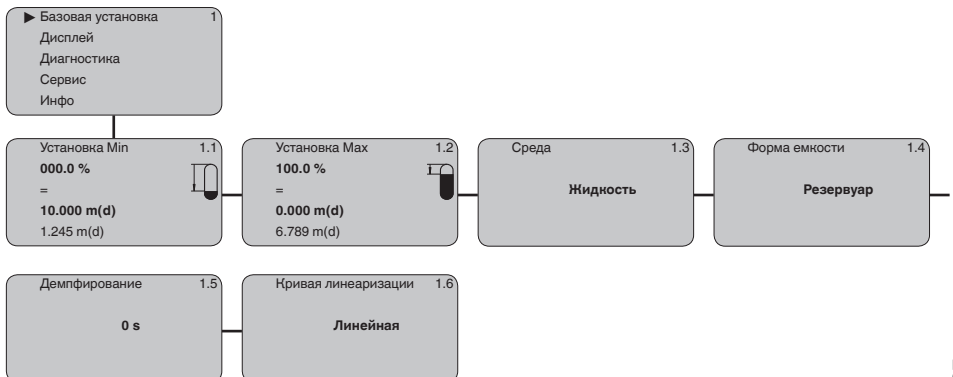 ▶ Базовая установка 1
Дисплей
Диагностика
Сервис
Инфо
Установка Min 1.1
000.0 %
=
10.000 m(d)
1.245 m(d)
Установка Max 1.2
100.0 %
=
0.000 m(d)
6.789 m(d)
Среда 1.3
Жидкость
Форма емкости 1.4
Резервуар
Демпфирование 1.5
0 s
Кривая линеаризации 1.6
Линейная